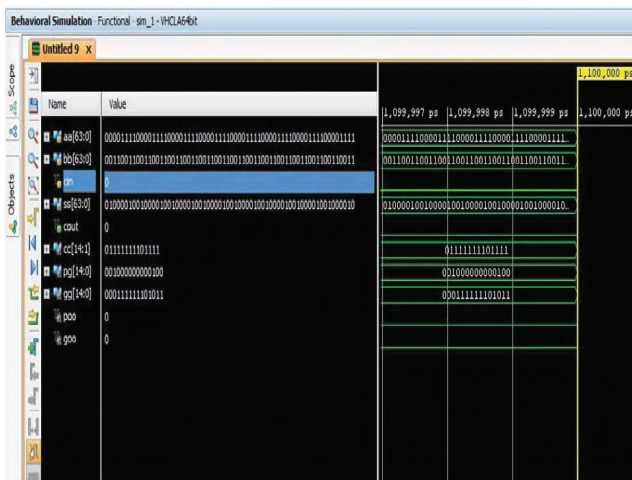 Behavioral Simulation - Functional - sim_1 - VHCLA64bit
Untitled 9 X
Scope
Objects
Name Value
1,100,000 ps
1,099,997 ps 1,099,998 ps 1,099,999 ps 1,100,000 ps
aa[63:0] 0000111100001111000011110000111100001111000011110000111100001111
bb[63:0] 0011001100110011001100110011001100110011001100110011001100110011
cin 0
ss[63:0] 0100001001000010010000100100001001000010010000100100001001000010
cout 0
cc[14:1] 01111111101111 01111111101111
pg[14:0] 001000000000100 001000000000100
gg[14:0] 000111111101011 000111111101011
poo 0
goo 0